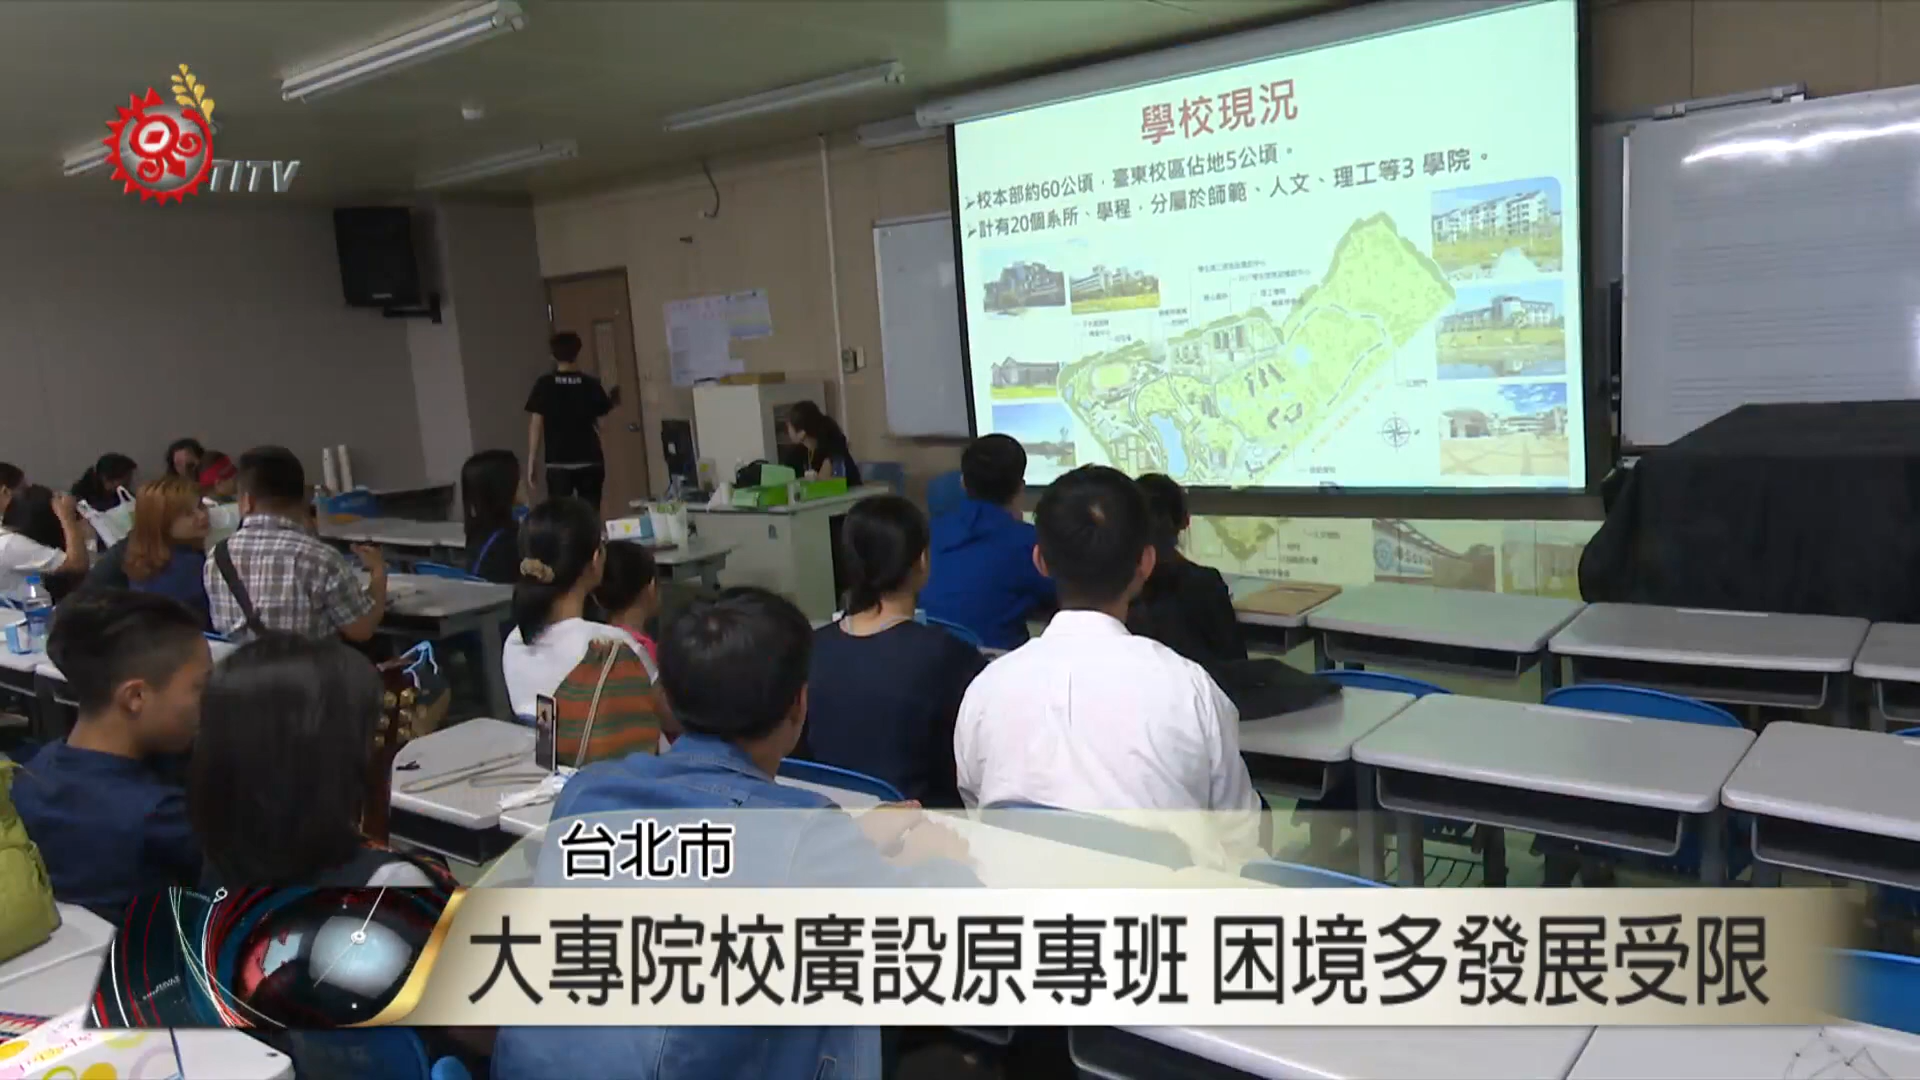 TITV
學校現況
➢校本部約60公頃，臺東校區佔地5公頃。
➢計有20個系所、學程，分屬於師範、人文、理工等3 學院。
台北市
大專院校廣設原專班 困境多發展受限